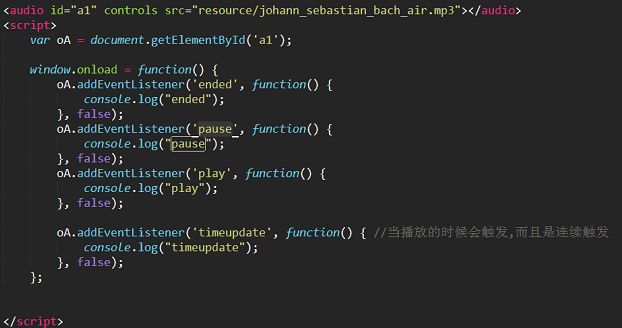 <audio id="a1" controls src="resource/johann_sebastian_bach_air.mp3"></audio>
<script>
var oA = document.getElementById('a1');
window.onload = function() {
oA.addEventListener('ended', function() {
console.log("ended");
}, false);
oA.addEventListener('pause', function() {
console.log("pause");
}, false);
oA.addEventListener('play', function() {
console.log("play");
}, false);
oA.addEventListener('timeupdate', function() { //当播放的时候会触发,而且是连续触发
console.log("timeupdate");
}, false);
};
</script>